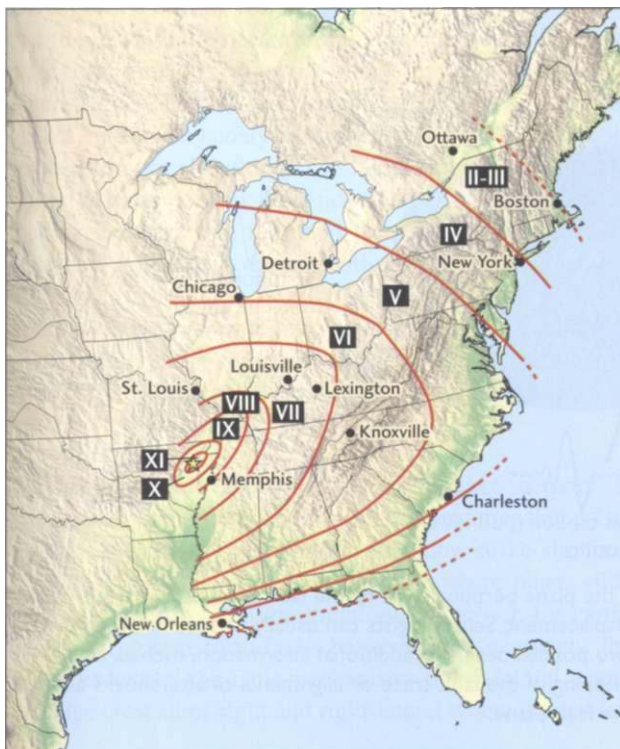 Ottawa
II-III
Boston
IV
New York
Detroit
Chicago
V
VI
Louisville
St. Louis
Lexington
VIII
VII
IX
Knoxville
XI
X
Memphis
Charleston
New Orleans